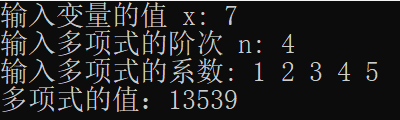 输入变量的值 x: 7
输入多项式的阶次 n: 4
输入多项式的系数: 1 2 3 4 5
多项式的值：13539